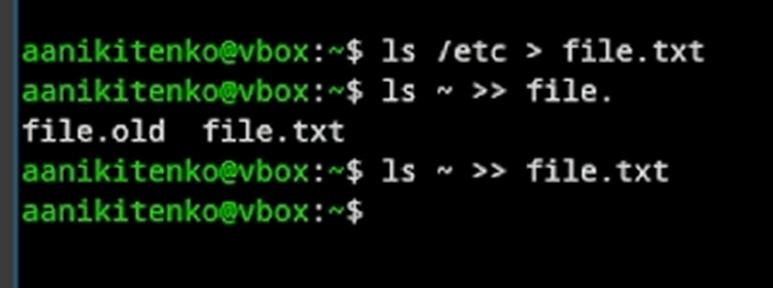 aanikitenko@vbox:~$ ls /etc > file.txt
aanikitenko@vbox:~$ ls ~ >> file.
file.old  file.txt
aanikitenko@vbox:~$ ls ~ >> file.txt
aanikitenko@vbox:~$